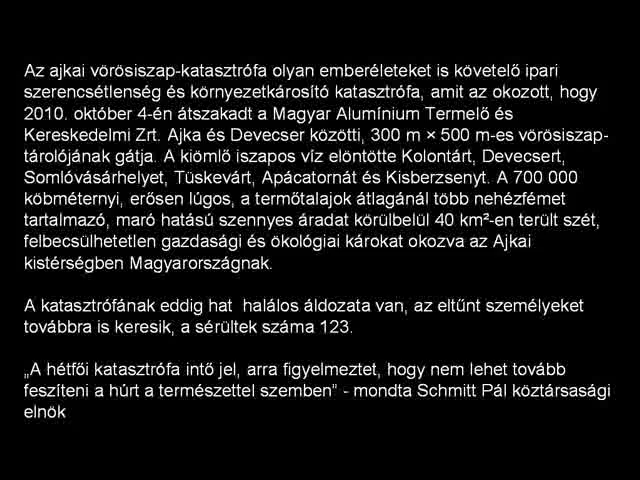 Az ajkai vörösiszap-katasztrófa olyan emberéleteket is követelő ipari
szerencsétlenség és környezetkárosító katasztrófa, amit az okozott, hogy
2010. október 4-én átszakadt a Magyar Alumínium Termelő és
Kereskedelmi Zrt. Ajka és Devecser közötti, 300 m × 500 m-es vörösiszap-
tárolójának gátja. A kiömlő iszapos víz elöntötte Kolontárt, Devecsert,
Somlóvásárhelyet, Tüskevárt, Apácatornát és Kisberzsenyt. A 700 000
köbméternyi, erősen lúgos, a termőtalajok átlagánál több nehézfémet
tartalmazó, maró hatású szennyes áradat körülbelül 40 km²-en terült szét,
felbecsülhetetlen gazdasági és ökológiai károkat okozva az Ajkai
kistérségben Magyarországnak.

A katasztrófának eddig hat  halálos áldozata van, az eltűnt személyeket
továbbra is keresik, a sérültek száma 123.

„A hétfői katasztrófa intő jel, arra figyelmeztet, hogy nem lehet tovább
feszíteni a húrt a természettel szemben" - mondta Schmitt Pál köztársasági
elnök